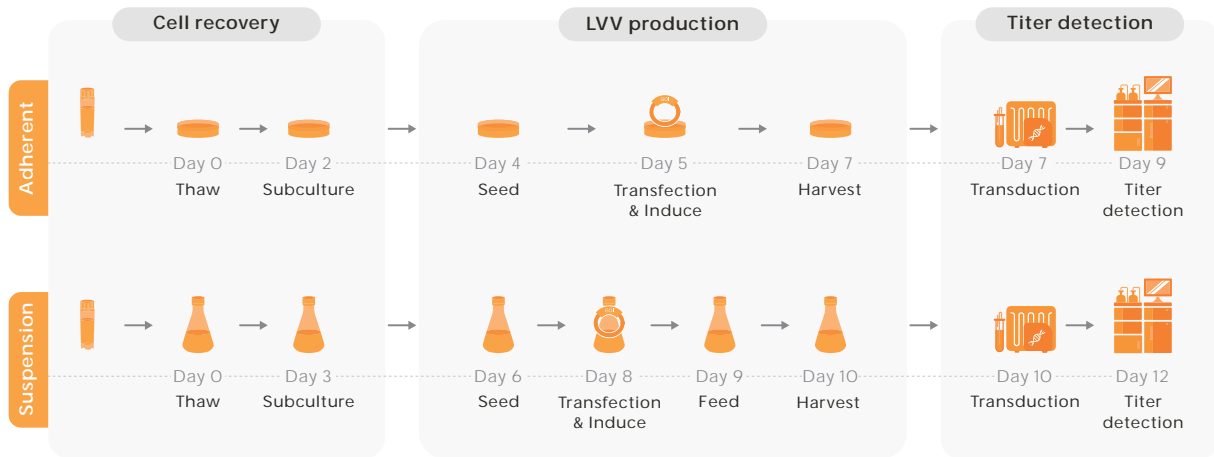 Cell recovery
LVV production
Titer detection
Adherent
Day 0
Thaw
Day 2
Subculture
Day 4
Seed
Day 5
Transfection
& Induce
Day 7
Harvest
Day 7
Transduction
Day 9
Titer
detection
Suspension
Day 0
Thaw
Day 3
Subculture
Day 6
Seed
Day 8
Transfection
& Induce
Day 9
Feed
Day 10
Harvest
Day 10
Transduction
Day 12
Titer
detection